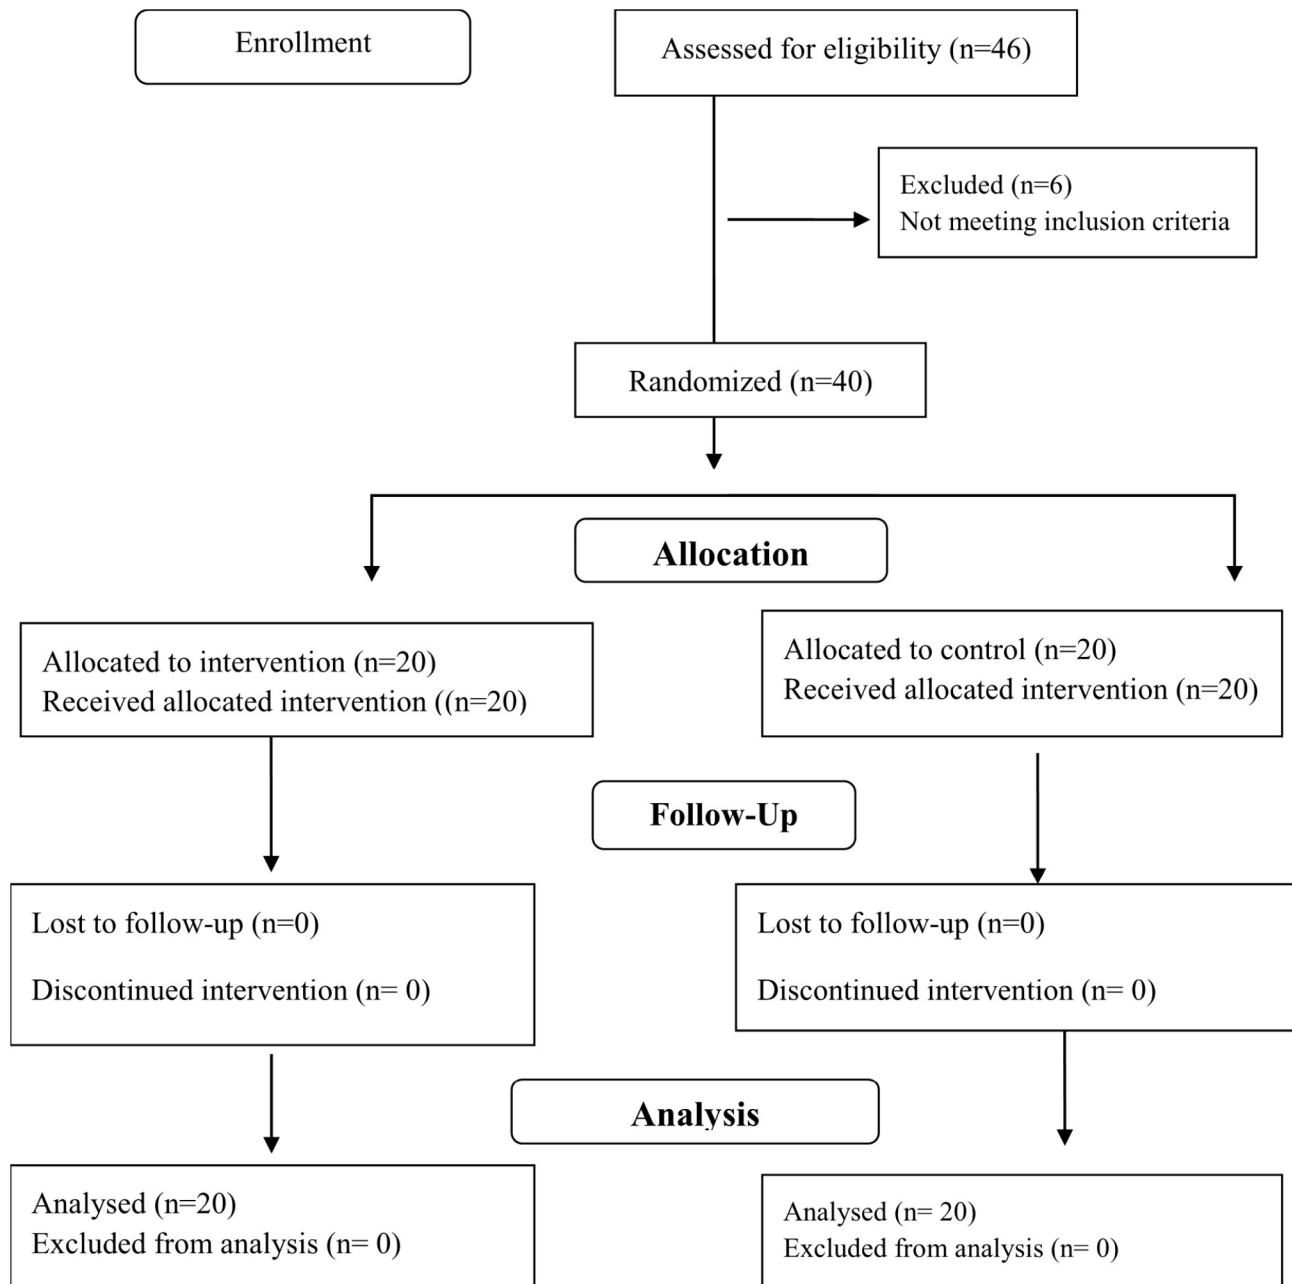 Enrollment
Assessed for eligibility (n=46)
Excluded (n=6)
Not meeting inclusion criteria
Randomized (n=40)
Allocation
Allocated to intervention (n=20)
Received allocated intervention ((n=20)
Allocated to control (n=20)
Received allocated intervention (n=20)
Follow-Up
Lost to follow-up (n=0)
Discontinued intervention (n= 0)
Lost to follow-up (n=0)
Discontinued intervention (n= 0)
Analysis
Analysed (n=20)
Excluded from analysis (n= 0)
Analysed (n= 20)
Excluded from analysis (n= 0)